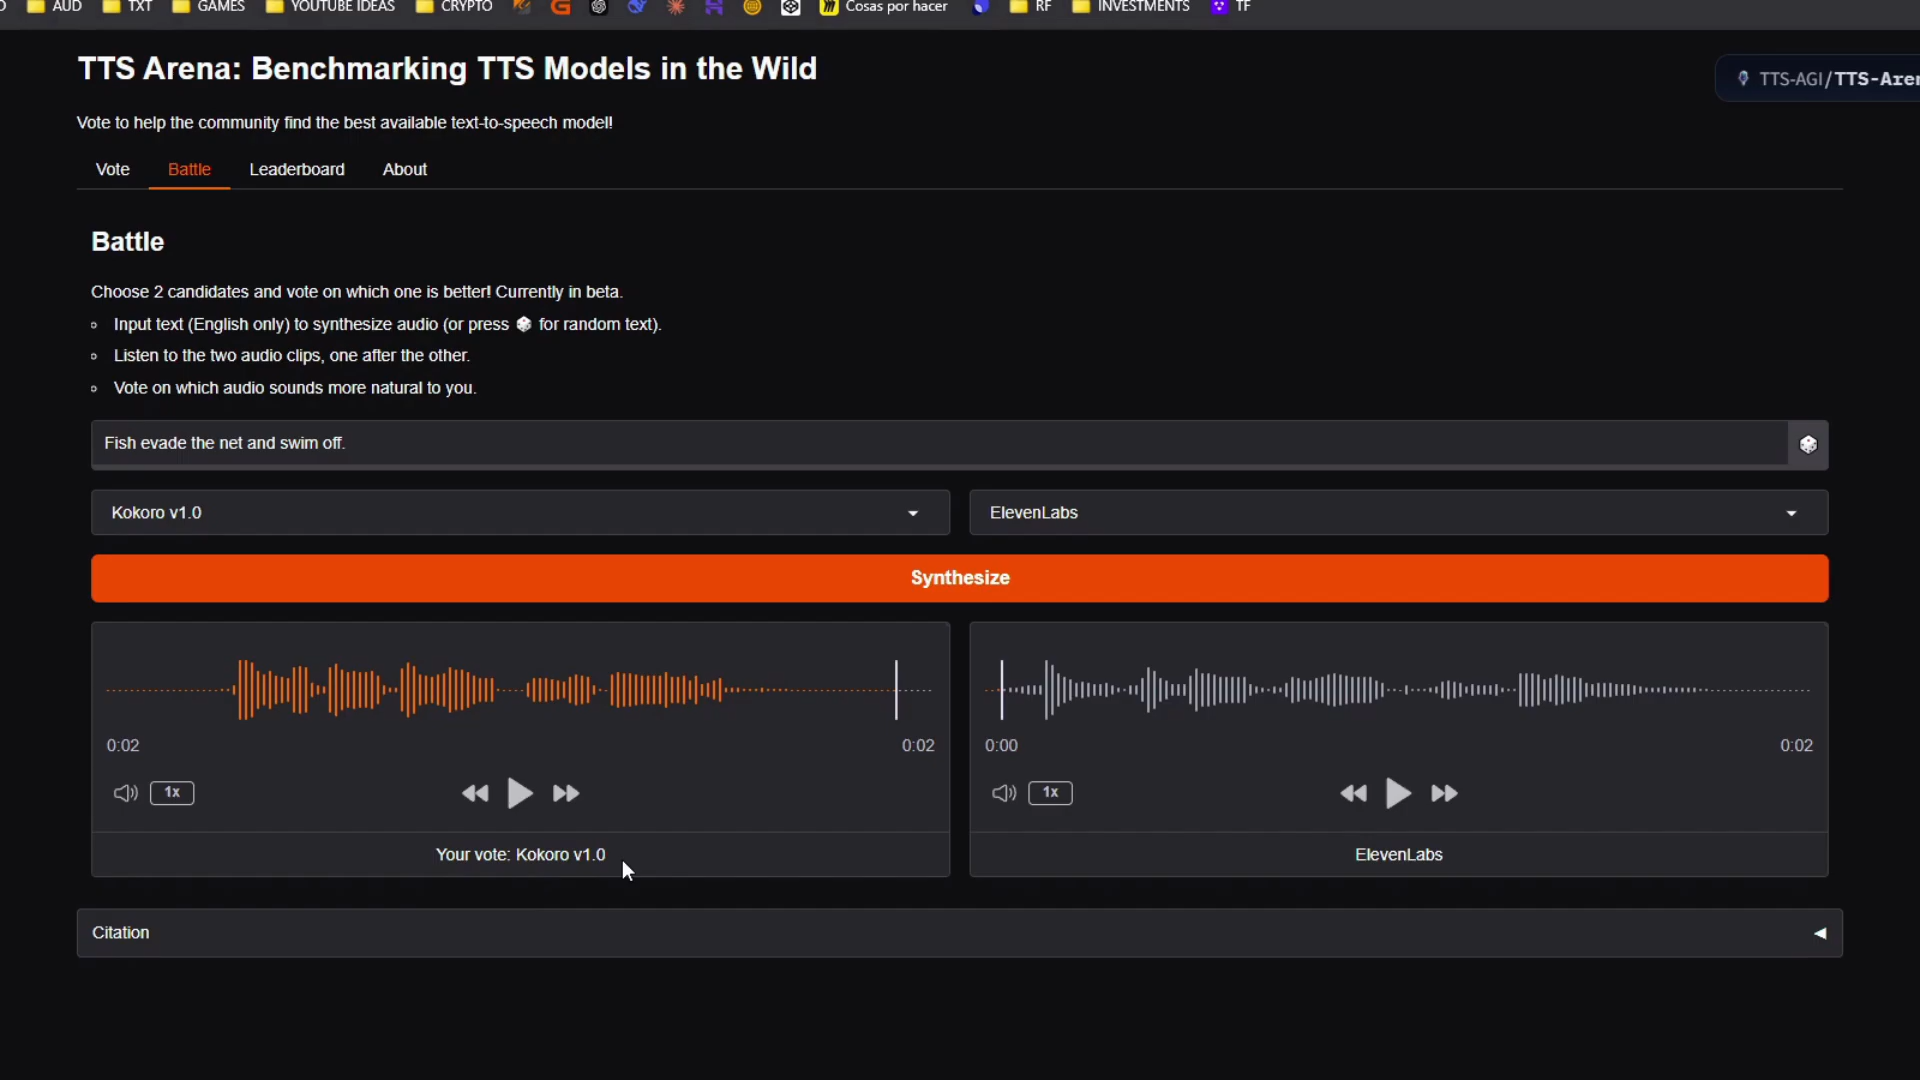 AUD TXT GAMES YOUTUBE IDEAS CRYPTO Cosas por hacer RF INVESTMENTS TF
TTS Arena: Benchmarking TTS Models in the Wild
TTS-AGI/TTS-Aren
Vote to help the community find the best available text-to-speech model!
Vote Battle Leaderboard About
Battle
Choose 2 candidates and vote on which one is better! Currently in beta.
Input text (English only) to synthesize audio (or press 🎲 for random text).
Listen to the two audio clips, one after the other.
Vote on which audio sounds more natural to you.
Fish evade the net and swim off.
Kokoro v1.0 ElevenLabs
Synthesize
0:02 0:02 0:00 0:02
1x 1x
Your vote: Kokoro v1.0 ElevenLabs
Citation